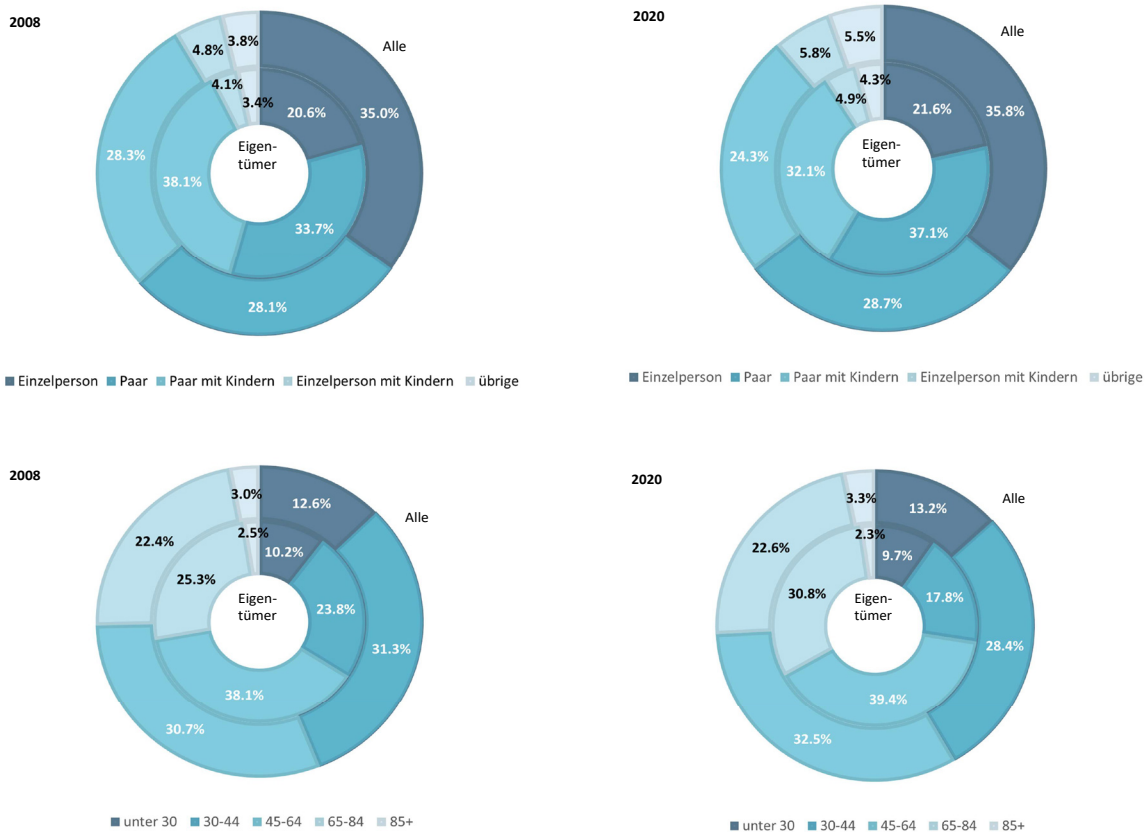 2008
Alle
4.8%
3.8%
4.1%
3.4%
20.6%
35.0%
Eigen-
tümer
28.3%
38.1%
33.7%
28.1%
■ Einzelperson ■ Paar ■ Paar mit Kindern ■ Einzelperson mit Kindern ■ übrige
2020
Alle
5.8%
5.5%
4.9%
4.3%
21.6%
35.8%
Eigen-
tümer
24.3%
32.1%
37.1%
28.7%
■ Einzelperson ■ Paar ■ Paar mit Kindern ■ Einzelperson mit Kindern ■ übrige
2008
Alle
3.0%
12.6%
2.5%
10.2%
22.4%
25.3%
Eigen-
tümer
23.8%
31.3%
38.1%
30.7%
■ unter 30 ■ 30-44 ■ 45-64 ■ 65-84 ■ 85+
2020
Alle
3.3%
13.2%
2.3%
9.7%
22.6%
30.8%
Eigen-
tümer
17.8%
28.4%
39.4%
32.5%
■ unter 30 ■ 30-44 ■ 45-64 ■ 65-84 ■ 85+